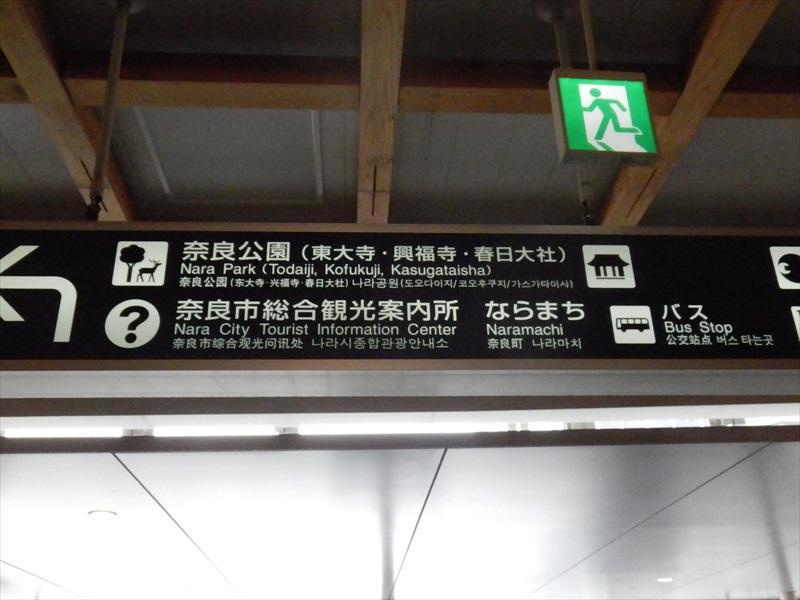 奈良公園（東大寺・興福寺・春日大社）
Nara Park (Todaiji, Kofukuji, Kasugataisha)
奈良公园(东大寺·兴福寺·春日大社) 나라공원(도오다이지/코오후쿠지/가스가타이샤)
?
奈良市総合観光案内所
Nara City Tourist Information Center
奈良市综合观光问讯处 나라시종합관광안내소
ならまち
Naramachi
奈良町 나라마치
バス
Bus Stop
公交站点 버스 타는곳